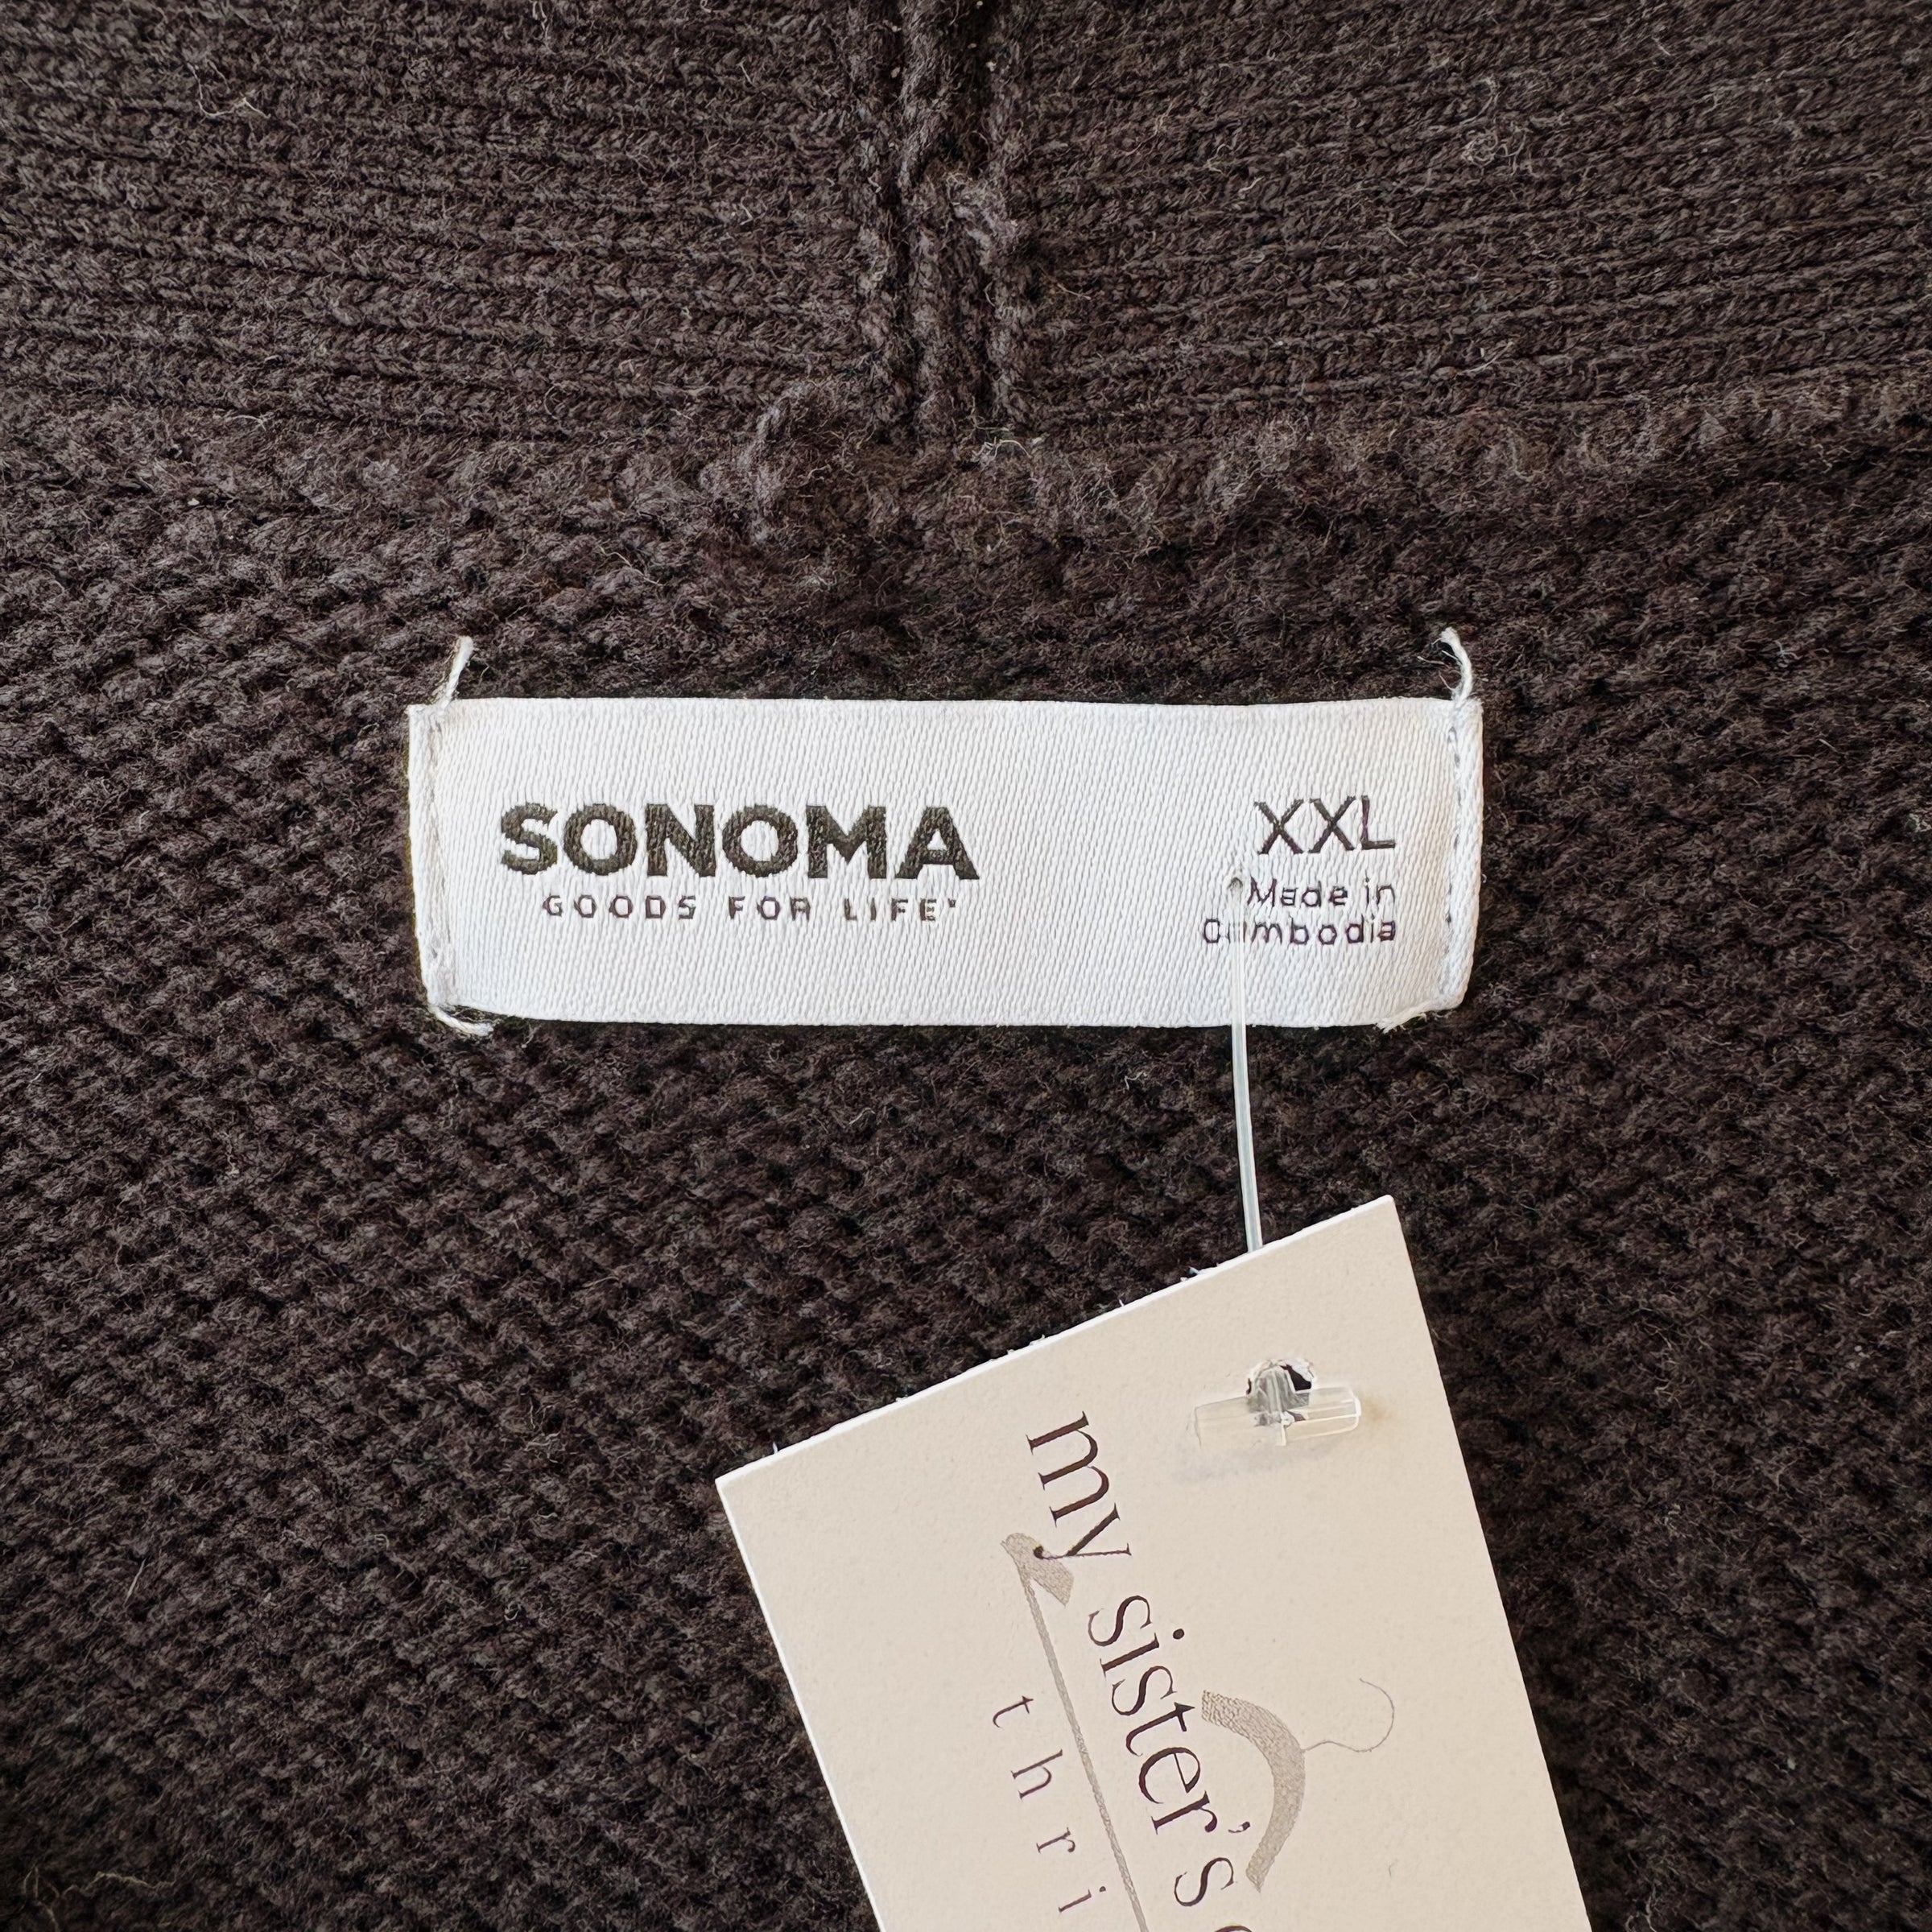 SONOMA
GOODS FOR LIFE
XXL
Made in
Cambodia
my sister's
thri